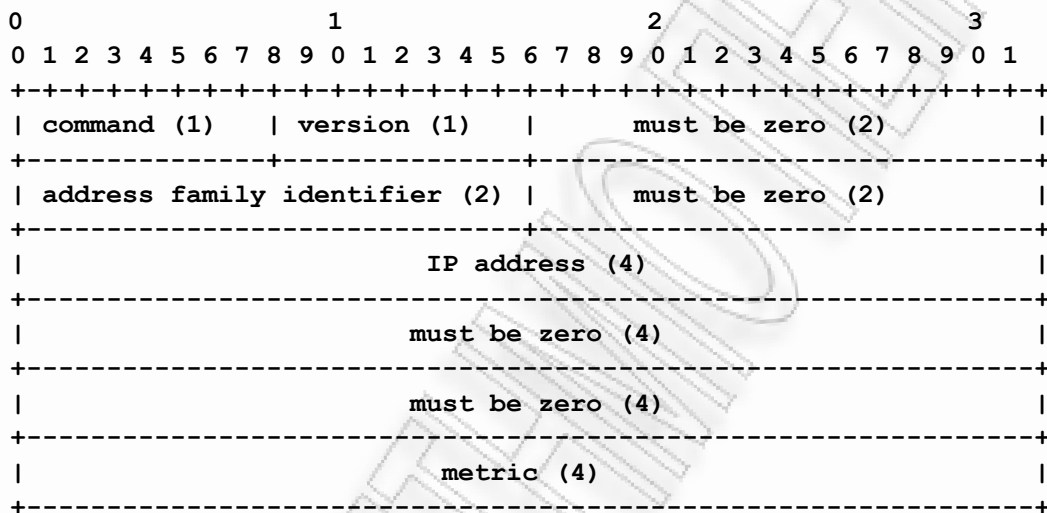 0                   1                   2                   3
0 1 2 3 4 5 6 7 8 9 0 1 2 3 4 5 6 7 8 9 0 1 2 3 4 5 6 7 8 9 0 1
+-+-+-+-+-+-+-+-+-+-+-+-+-+-+-+-+-+-+-+-+-+-+-+-+-+-+-+-+-+-+-+-+
| command (1)   | version (1)   |      must be zero (2)         |
+---------------+---------------+-------------------------------+
| address family identifier (2) |      must be zero (2)         |
+-------------------------------+-------------------------------+
|                         IP address (4)                        |
+---------------------------------------------------------------+
|                        must be zero (4)                       |
+---------------------------------------------------------------+
|                        must be zero (4)                       |
+---------------------------------------------------------------+
|                          metric (4)                           |
+---------------------------------------------------------------+